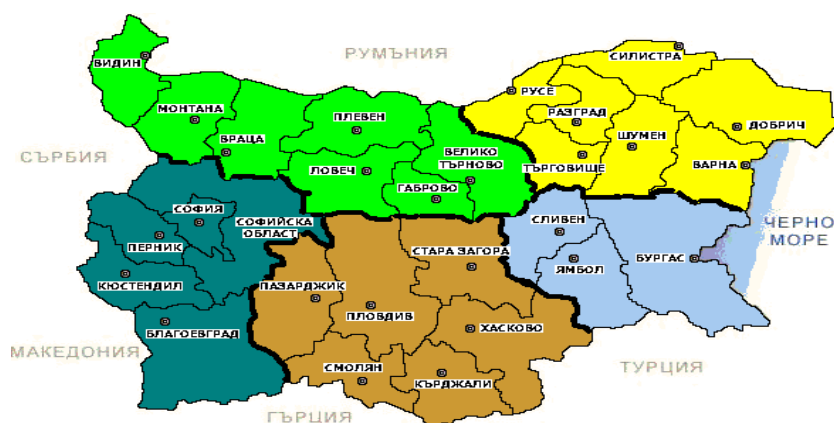 РУМЪНИЯ
СИЛИСТРА
ВИДИН
РУСЕ
МОНТАНА
ПЛЕВЕН
РАЗГРАД
ДОБРИЧ
ВРАЦА
ШУМЕН
ВЕЛИКО
ТЪРНОВО
СЪРБИЯ
ЛОВЕЧ
ТЪРГОВИЩЕ
ВАРНА
ГАБРОВО
СОФИЯ
СОФИЙСКА
ОБЛАСТ
СЛИВЕН
ЧЕРНО
МОРЕ
ПЕРНИК
СТАРА ЗАГОРА
ЯМБОЛ
БУРГАС
КЮСТЕНДИЛ
ПАЗАРДЖИК
ПЛОВДИВ
БЛАГОЕВГРАД
ХАСКОВО
МАКЕДОНИЯ
СМОЛЯН
КЪРДЖАЛИ
ТУРЦИЯ
ГЪРЦИЯ